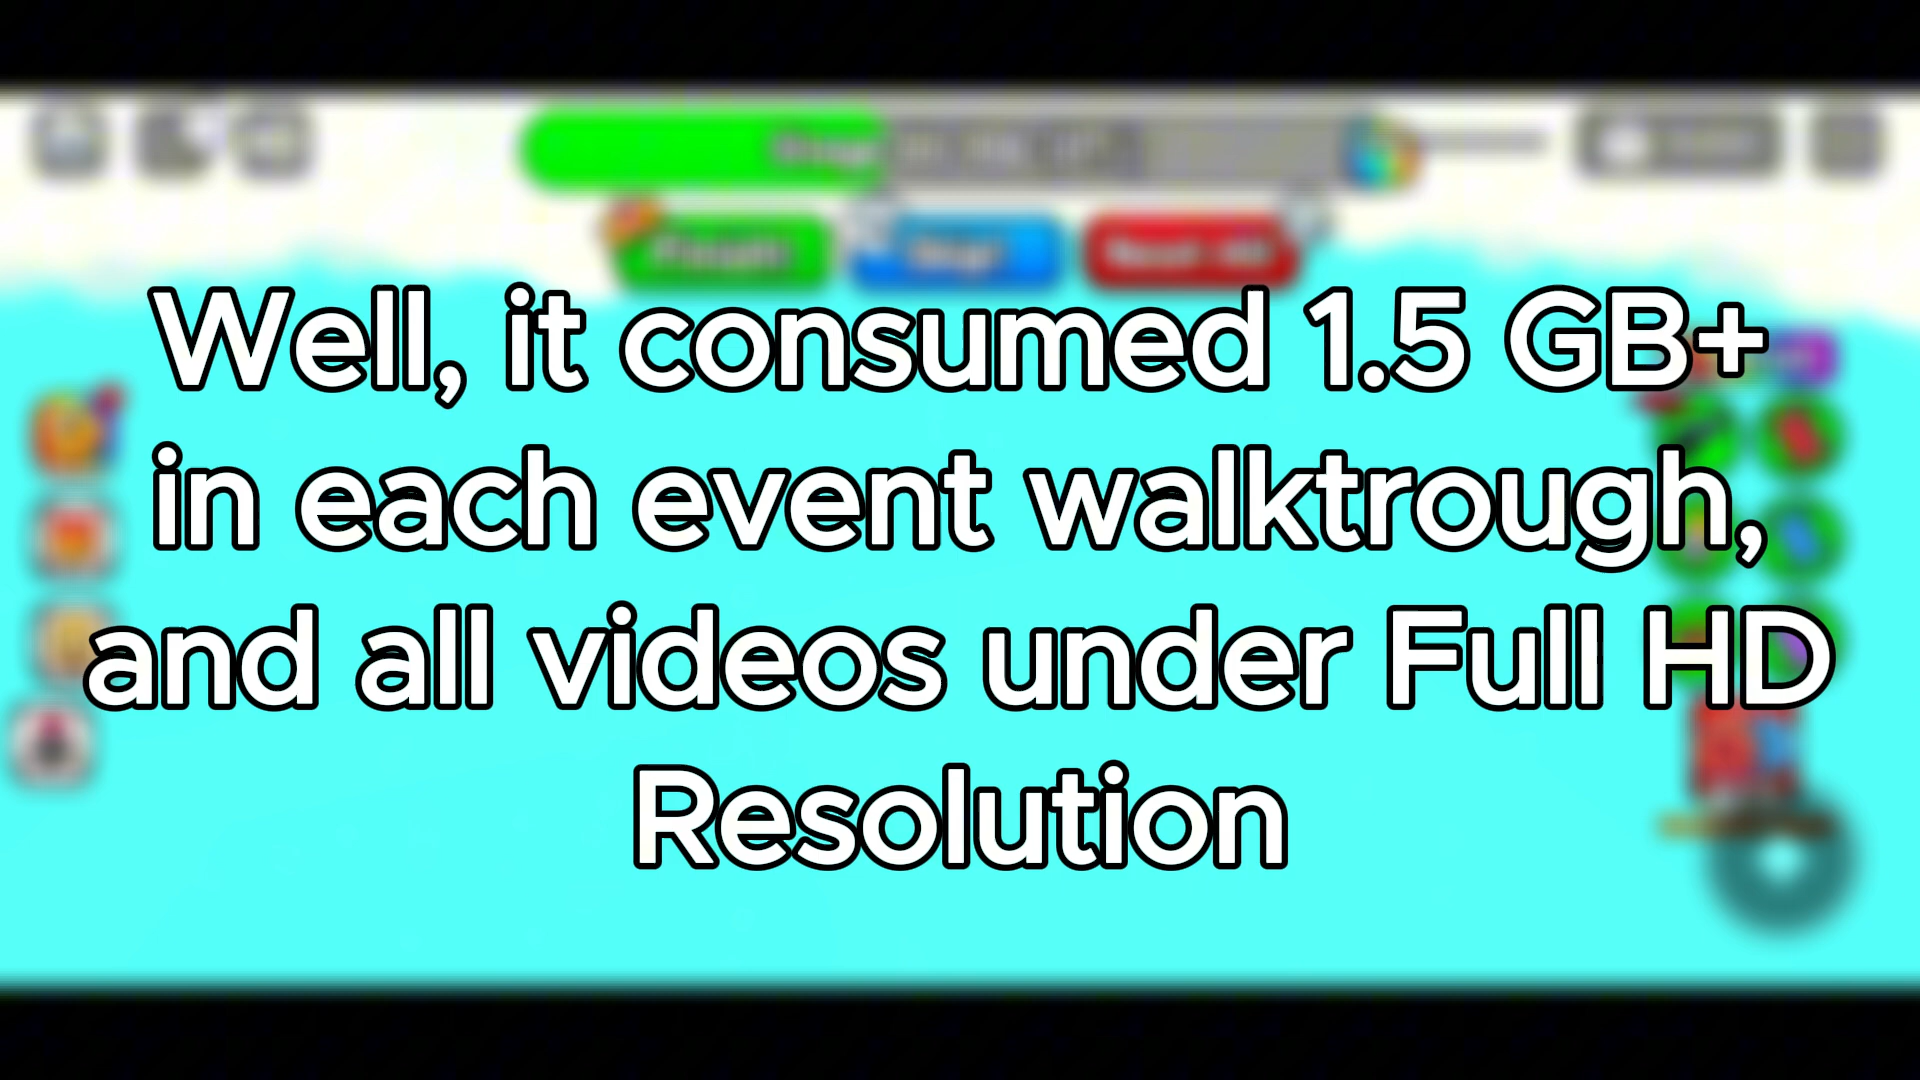 Well, it consumed 1.5 GB+
in each event walktrough,
and all videos under Full HD
Resolution